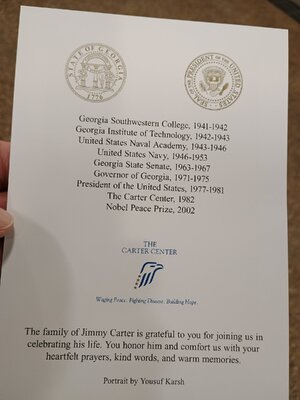 STATE OF GEORGIA
1776
SEAL OF THE PRESIDENT OF THE UNITED STATES
Georgia Southwestern College, 1941-1942
Georgia Institute of Technology, 1942-1943
United States Naval Academy, 1943-1946
United States Navy, 1946-1953
Georgia State Senate, 1963-1967
Governor of Georgia, 1971-1975
President of the United States, 1977-1981
The Carter Center, 1982
Nobel Peace Prize, 2002
THE
CARTER CENTER
Waging Peace. Fighting Disease. Building Hope.
The family of Jimmy Carter is grateful to you for joining us in
celebrating his life. You honor him and comfort us with your
heartfelt prayers, kind words, and warm memories.
Portrait by Yousuf Karsh